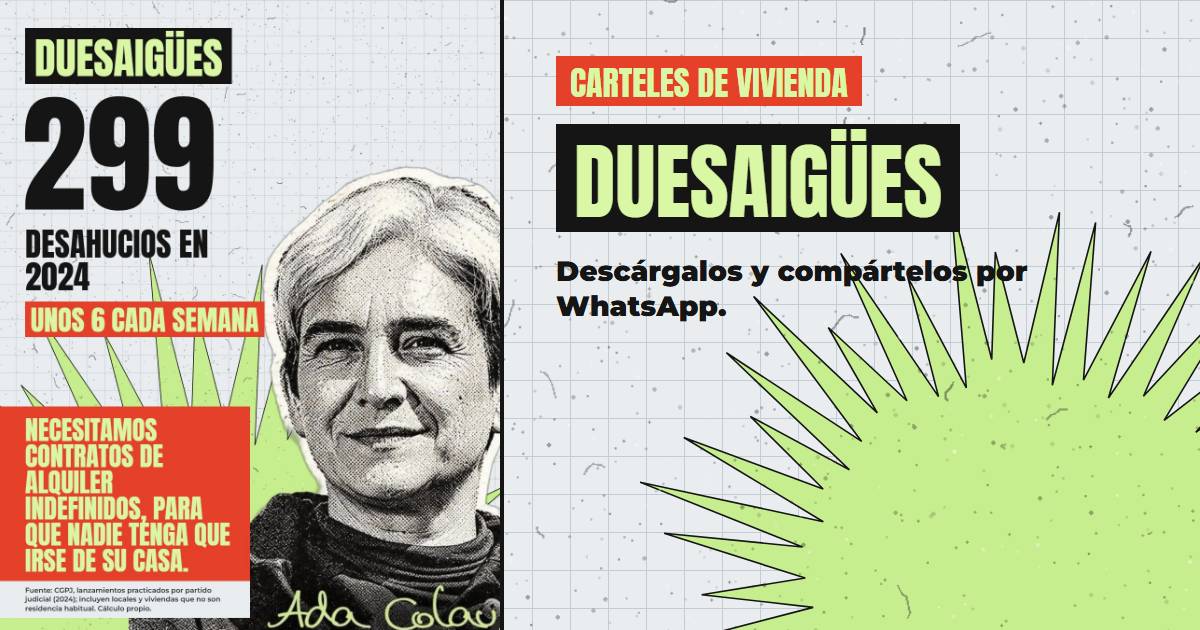 DUESAIGÜES
299
DESAHUCIOS EN
2024
UNOS 6 CADA SEMANA
NECESITAMOS
CONTRATOS DE
ALQUILER
INDEFINIDOS, PARA
QUE NADIE TENGA QUE
IRSE DE SU CASA.
Fuente: CGPJ, lanzamientos practicados por partido
judicial (2024); incluyen locales y viviendas que no son
residencia habitual. Cálculo propio.
Ada Colau
CARTELES DE VIVIENDA
DUESAIGÜES
Descárgalos y compártelos por
WhatsApp.